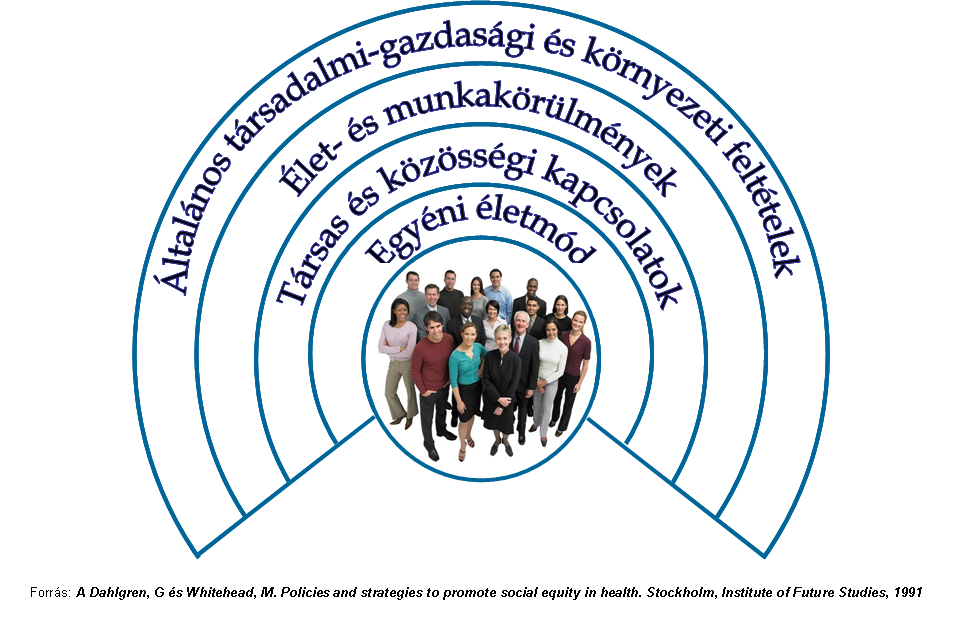 Általános társadalmi-gazdasági és környezeti feltételek
Élet- és munkakörülmények
Társas és közösségi kapcsolatok
Egyéni életmód
Forrás: A Dahlgren, G és Whitehead, M. Policies and strategies to promote social equity in health. Stockholm, Institute of Future Studies, 1991